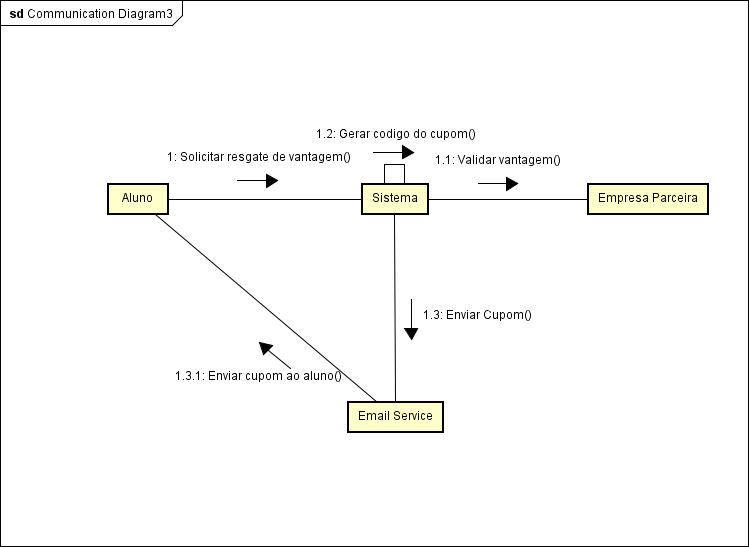 sd Communication Diagram3
1.2: Gerar codigo do cupom()
1: Solicitar resgate de vantagem()
1.1: Validar vantagem()
Aluno
Sistema
Empresa Parceira
1.3: Enviar Cupom()
1.3.1: Enviar cupom ao aluno()
Email Service